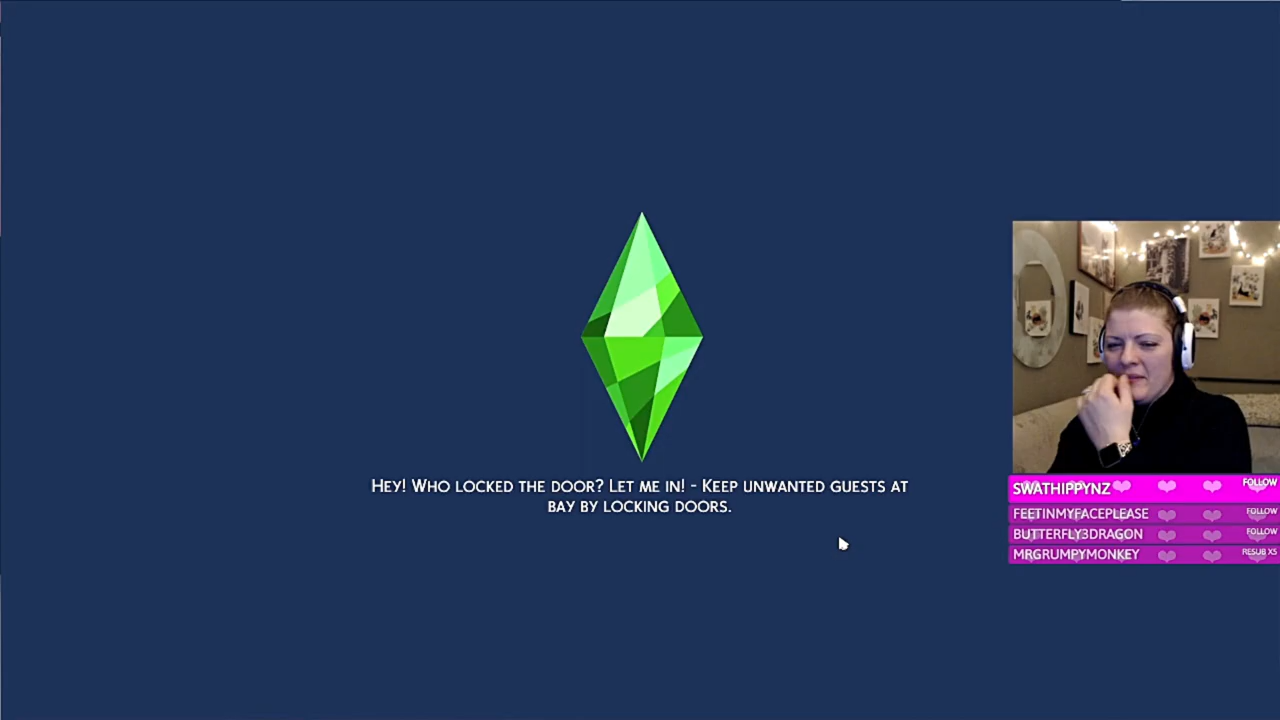 HEY! WHO LOCKED THE DOOR? LET ME IN! - KEEP UNWANTED GUESTS AT
BAY BY LOCKING DOORS.
SWATHIPPYNZ FOLLOW
FEETINMYFACEPLEASE FOLLOW
BUTTERFLY3DRAGON FOLLOW
MRGRUMPYMONKEY RESUB X5